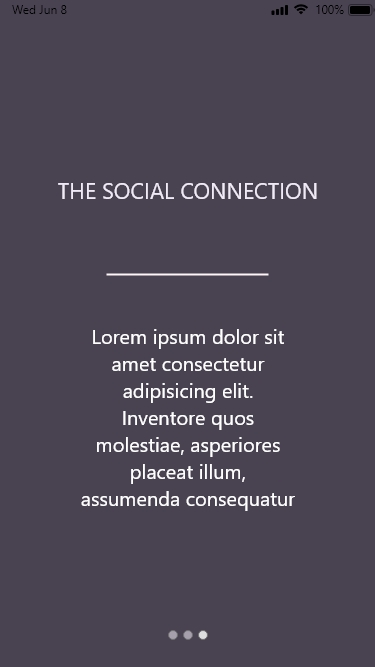 Wed Jun 8
100%
THE SOCIAL CONNECTION
Lorem ipsum dolor sit
amet consectetur
adipisicing elit.
Inventore quos
molestiae, asperiores
placeat illum,
assumenda consequatur